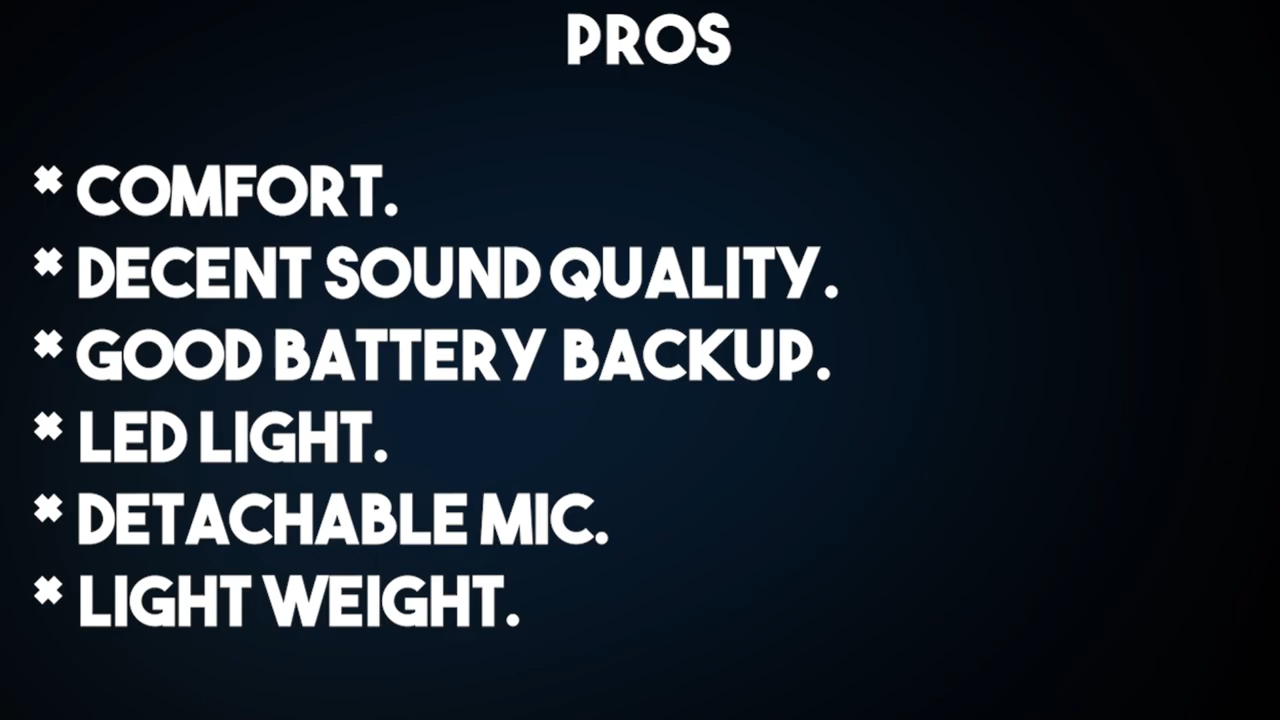 PROS
* COMFORT.
* DECENT SOUND QUALITY.
* GOOD BATTERY BACKUP.
* LED LIGHT.
* DETACHABLE MIC.
* LIGHT WEIGHT.